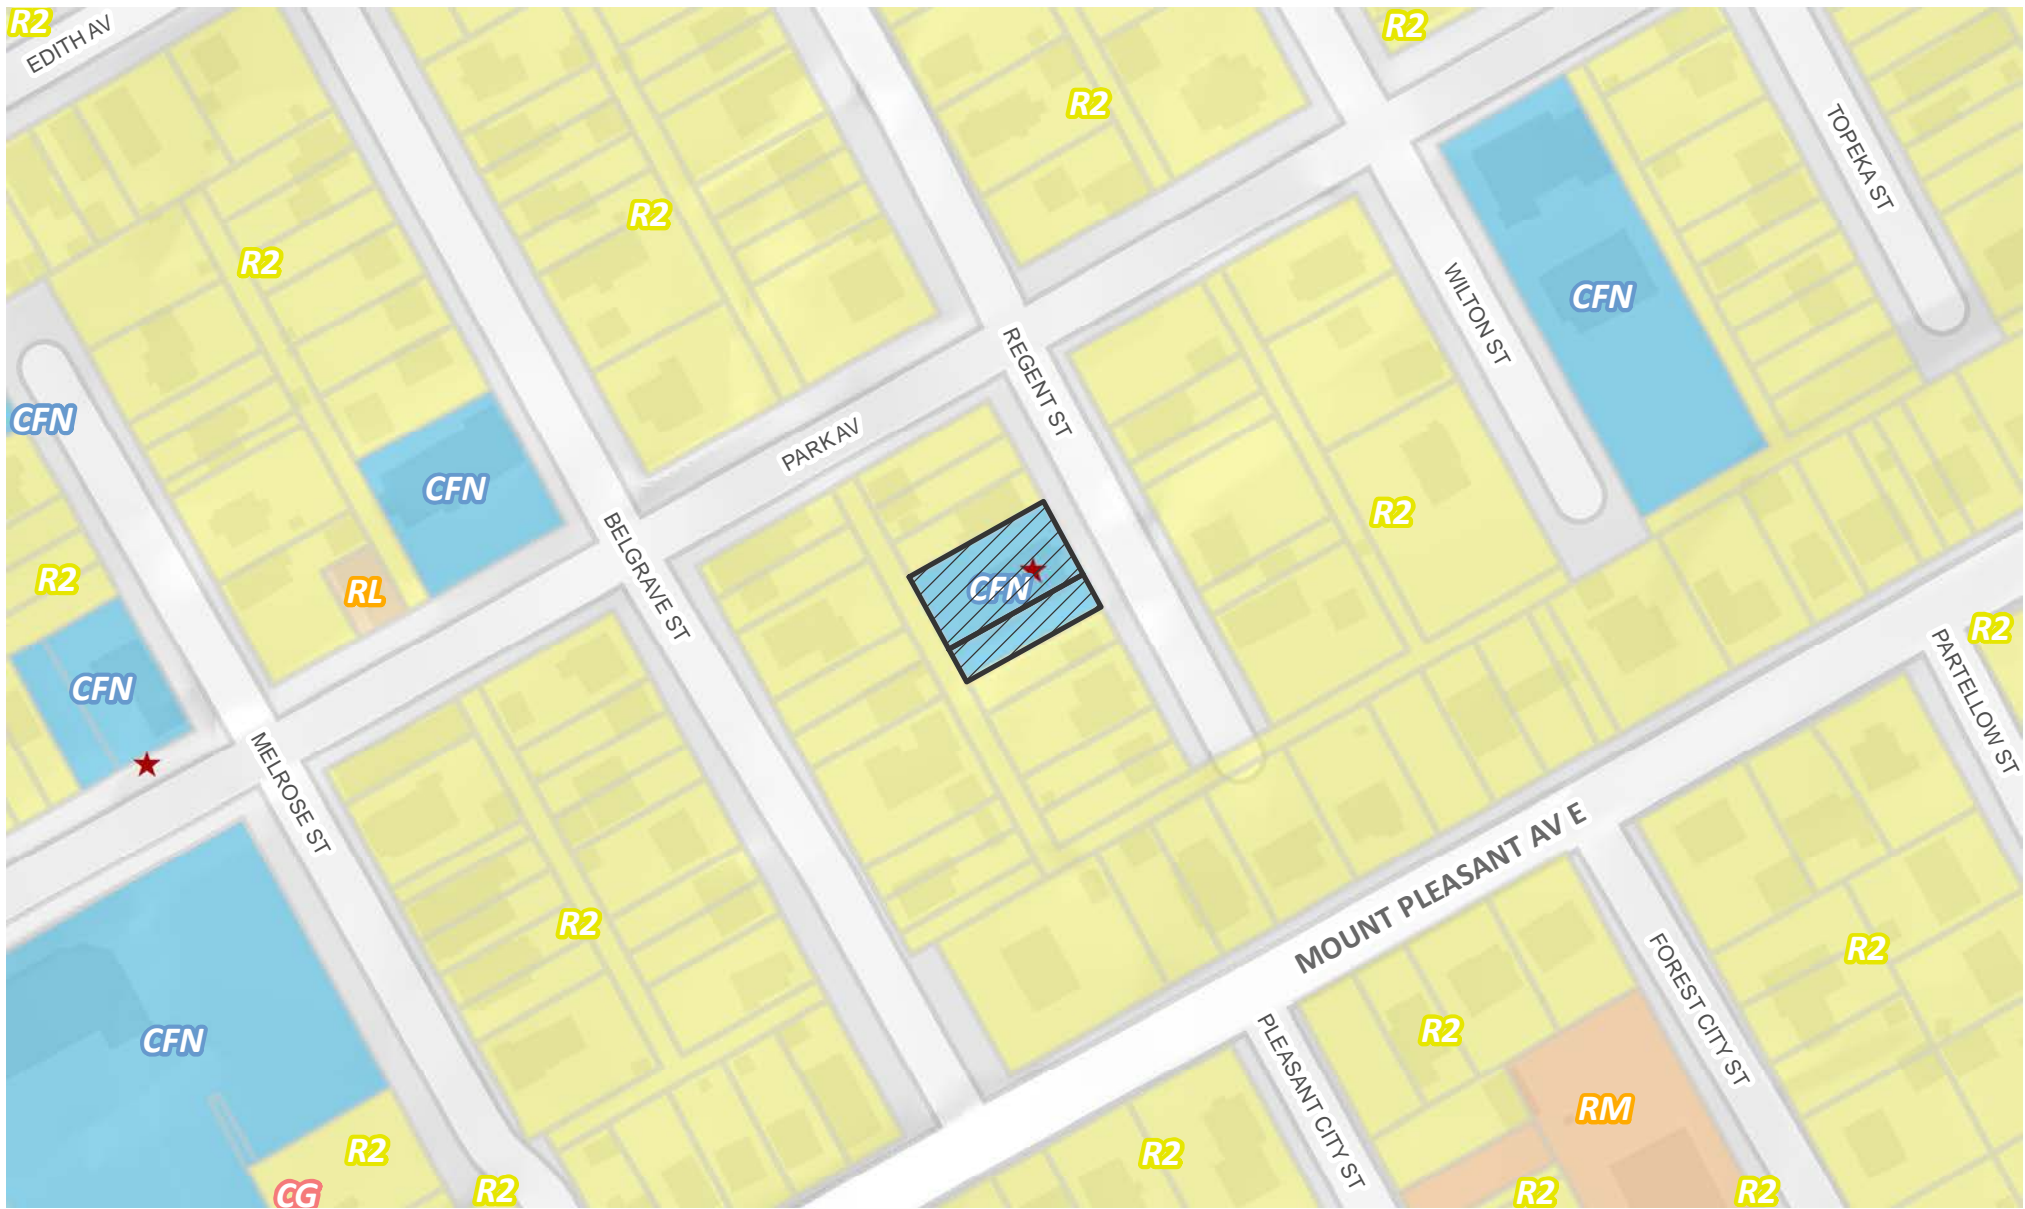 R2
EDITH AV
R2
R2
TOPEKA ST
R2
R2
WILTON ST
CFN
REGENT ST
CFN
PARK AV
CFN
R2
BELGRAVE ST
R2
RL
CFN
R2
PARTELLOW ST
CFN
MELROSE ST
MOUNT PLEASANT AV E
R2
R2
FOREST CITY ST
CFN
R2
PLEASANT CITY ST
RM
R2
R2
CG
R2
R2
R2